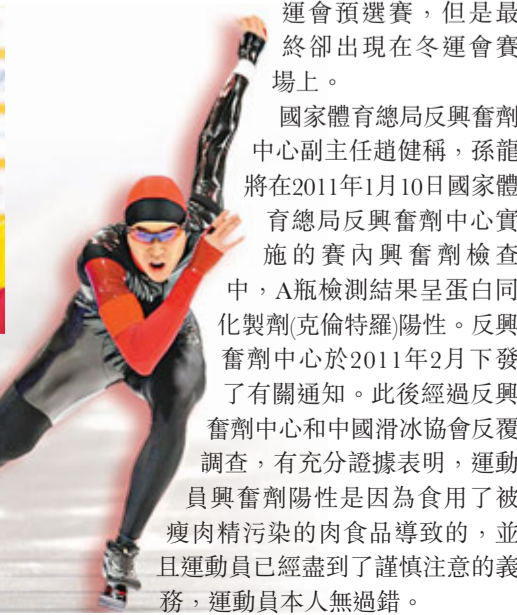 運會預選賽，但是最
終卻出現在冬運會賽
場上。
國家體育總局反興奮劑
中心副主任趙健稱，孫龍
將在2011年1月10日國家體
育總局反興奮劑中心實
施的賽內興奮劑檢查
中，A瓶檢測結果呈蛋白同
化製劑(克倫特羅)陽性。反興
奮劑中心於2011年2月下發
了有關通知。此後經過反興
奮劑中心和中國滑冰協會反覆
調查，有充分證據表明，運動
員興奮劑陽性是因為食用了被
瘦肉精污染的肉食品導致的，並
且運動員已經盡到了謹慎注意的義
務，運動員本人無過錯。